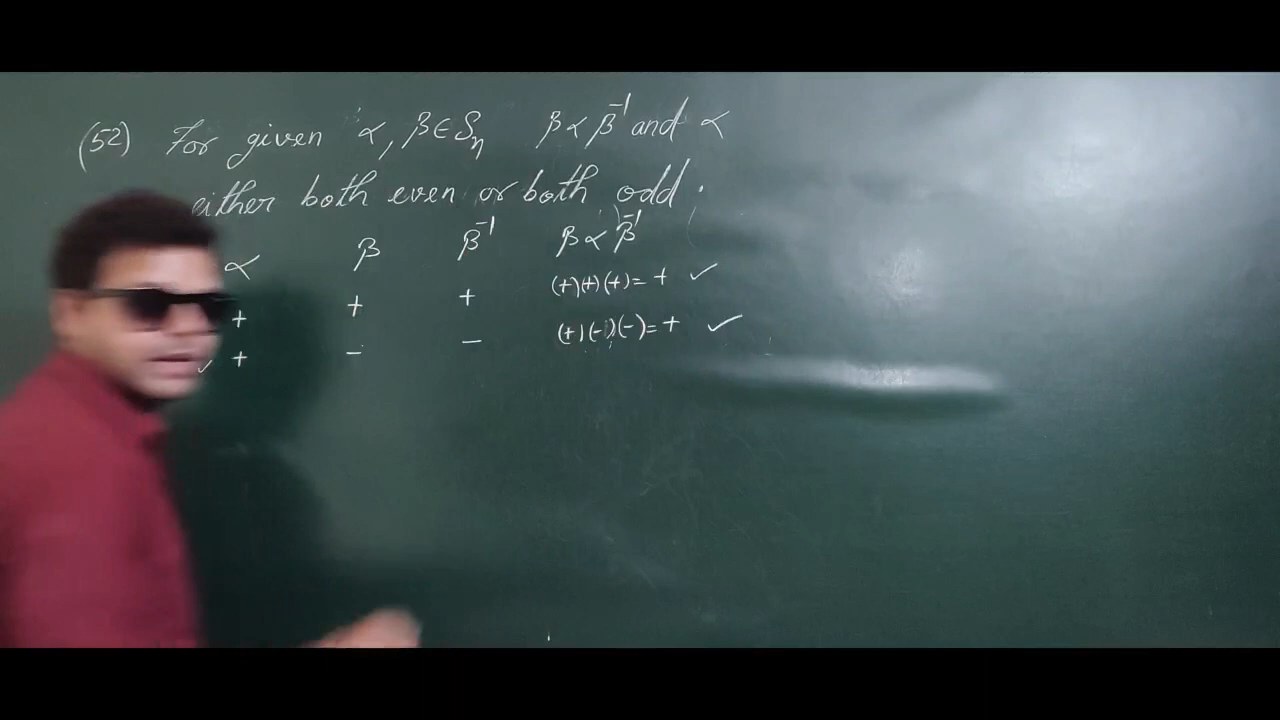 (52) For given α, β∈Sₙ βαβ⁻¹ and α
either both even or both odd.
α β β⁻¹ βαβ⁻¹
+ + + (+)(+)(+)=+ ✓
✓ + − − (+)(−)(−)=+ ✓